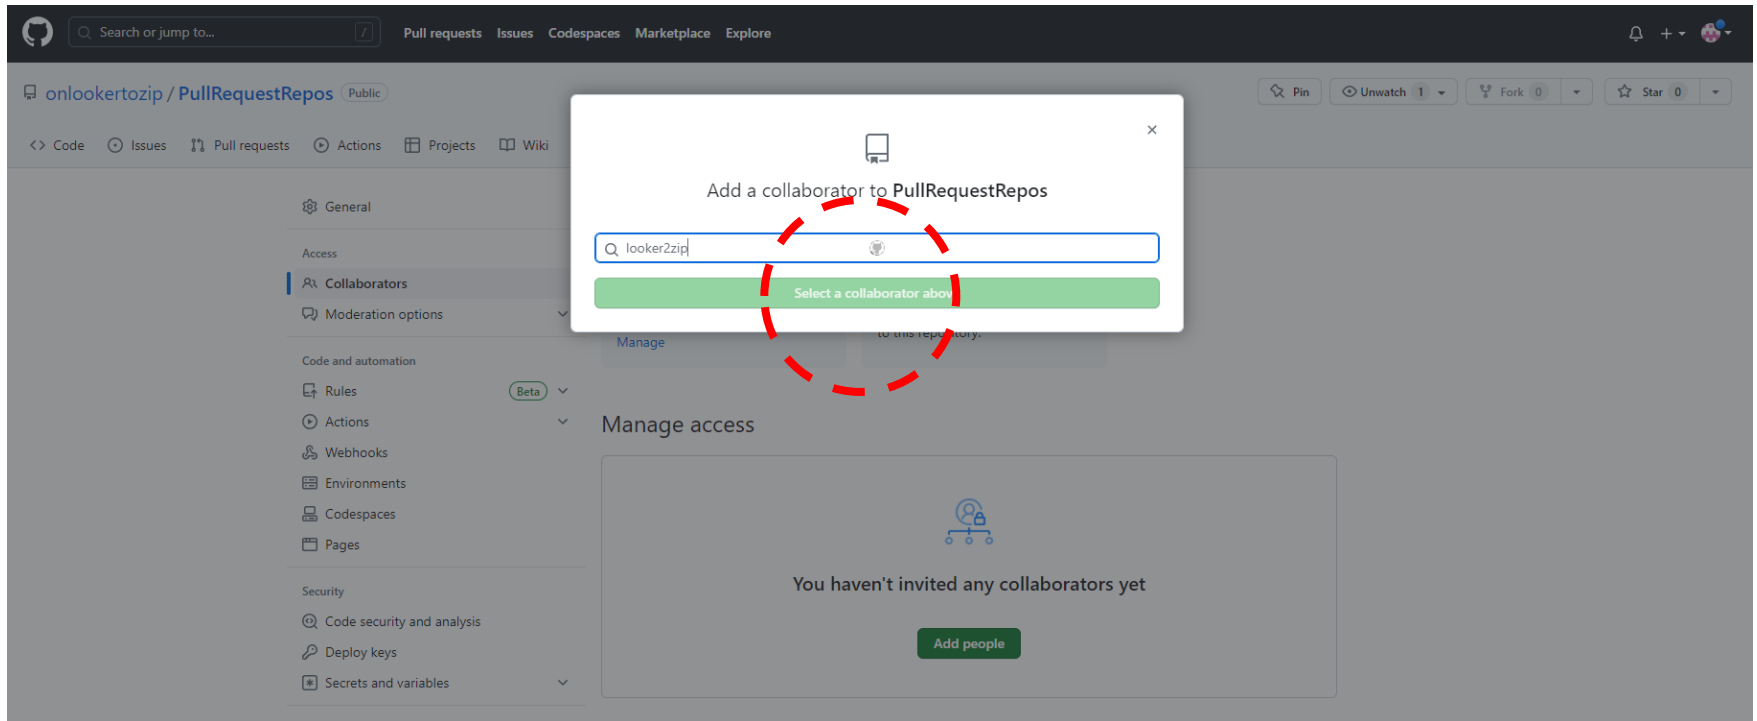 Search or jump to... /
Pull requests Issues Codespaces Marketplace Explore
onlookertozip / PullRequestRepos Public
Pin Unwatch 1 Fork 0 Star 0
Code Issues Pull requests Actions Projects Wiki
Add a collaborator to PullRequestRepos
looker2zip
Select a collaborator abov
General
Access
Collaborators
Moderation options
Code and automation
Rules Beta
Actions
Webhooks
Environments
Codespaces
Pages
Security
Code security and analysis
Deploy keys
Secrets and variables
Manage
to this repository.
Manage access
You haven't invited any collaborators yet
Add people